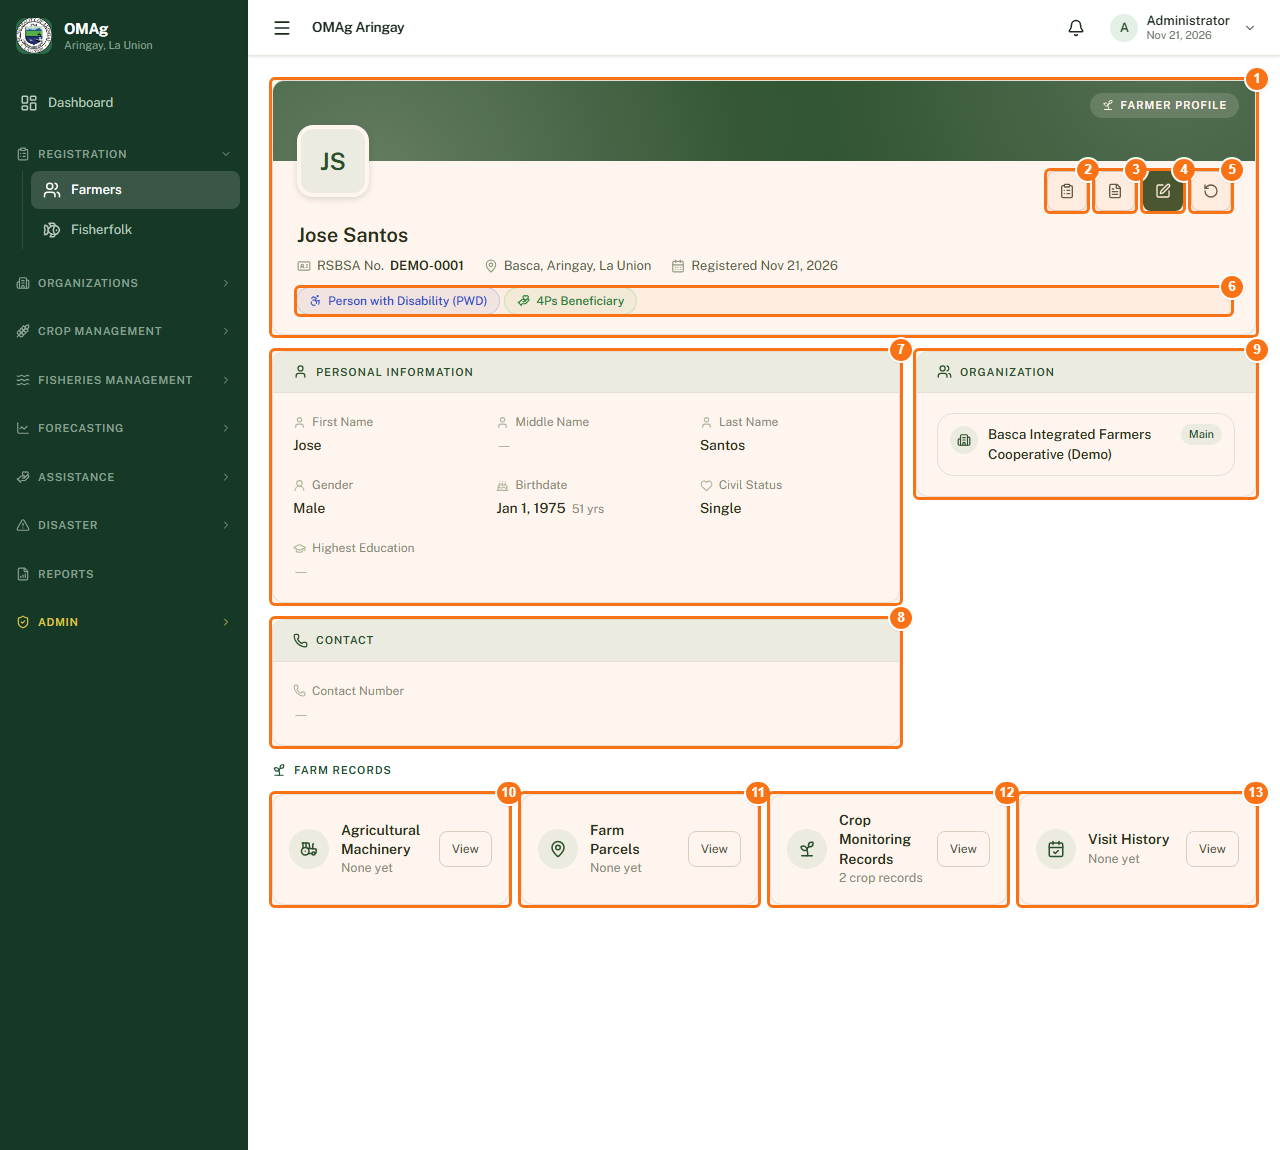 OMAg
Aringay, La Union
Dashboard
REGISTRATION
Farmers
Fisherfolk
ORGANIZATIONS
CROP MANAGEMENT
FISHERIES MANAGEMENT
FORECASTING
ASSISTANCE
DISASTER
REPORTS
ADMIN
OMAg Aringay
A
Administrator
Nov 21, 2026
1
FARMER PROFILE
JS
2
3
4
5
Jose Santos
RSBSA No. DEMO-0001
Basca, Aringay, La Union
Registered Nov 21, 2026
6
Person with Disability (PWD)
4Ps Beneficiary
7
PERSONAL INFORMATION
First Name
Jose
Middle Name
—
Last Name
Santos
Gender
Male
Birthdate
Jan 1, 1975 51 yrs
Civil Status
Single
Highest Education
—
8
CONTACT
Contact Number
—
9
ORGANIZATION
Basca Integrated Farmers
Cooperative (Demo)
Main
FARM RECORDS
10
Agricultural
Machinery
None yet
View
11
Farm
Parcels
None yet
View
12
Crop
Monitoring
Records
2 crop records
View
13
Visit History
None yet
View